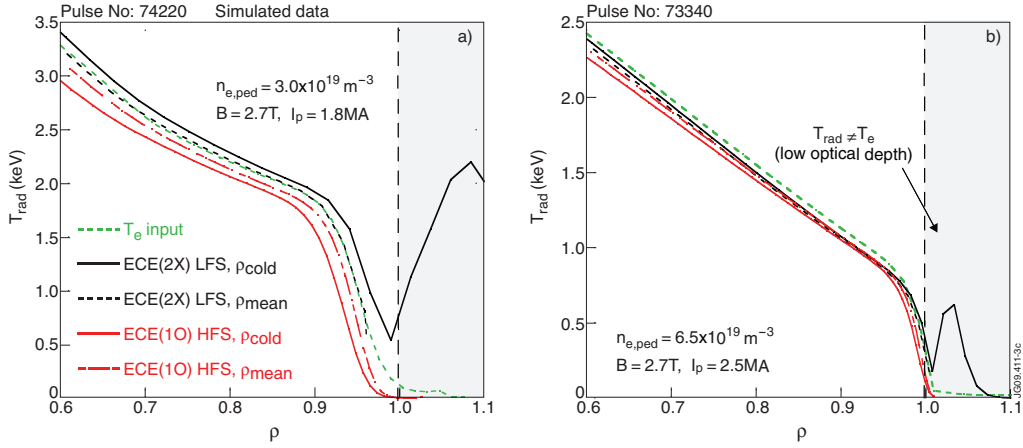 Pulse No: 74220 Simulated data
a)
n_e,ped = 3.0x10^19 m^−3
B = 2.7T, I_p = 1.8MA
T_e input
ECE(2X) LFS, ρ_cold
ECE(2X) LFS, ρ_mean
ECE(1O) HFS, ρ_cold
ECE(1O) HFS, ρ_mean
T_rad (keV)
3.5
3.0
2.5
2.0
1.5
1.0
0.5
0
0.6 0.7 0.8 0.9 1.0 1.1
ρ
Pulse No: 73340
b)
T_rad ≠ T_e
(low optical depth)
n_e,ped = 6.5x10^19 m^−3
B = 2.7T, I_p = 2.5MA
T_rad (keV)
2.5
2.0
1.5
1.0
0.5
0
0.6 0.7 0.8 0.9 1.0 1.1
ρ
JG09.411-3c